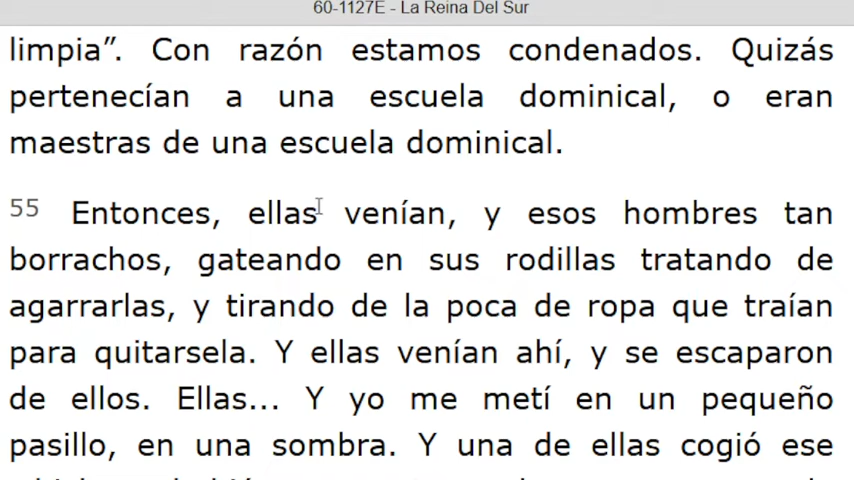 60-1127E - La Reina Del Sur
limpia”. Con razón estamos condenados. Quizás
pertenecían a una escuela dominical, o eran
maestras de una escuela dominical.
55 Entonces, ellas venían, y esos hombres tan
borrachos, gateando en sus rodillas tratando de
agarrarlas, y tirando de la poca de ropa que traían
para quitarsela. Y ellas venían ahí, y se escaparon
de ellos. Ellas... Y yo me metí en un pequeño
pasillo, en una sombra. Y una de ellas cogió ese